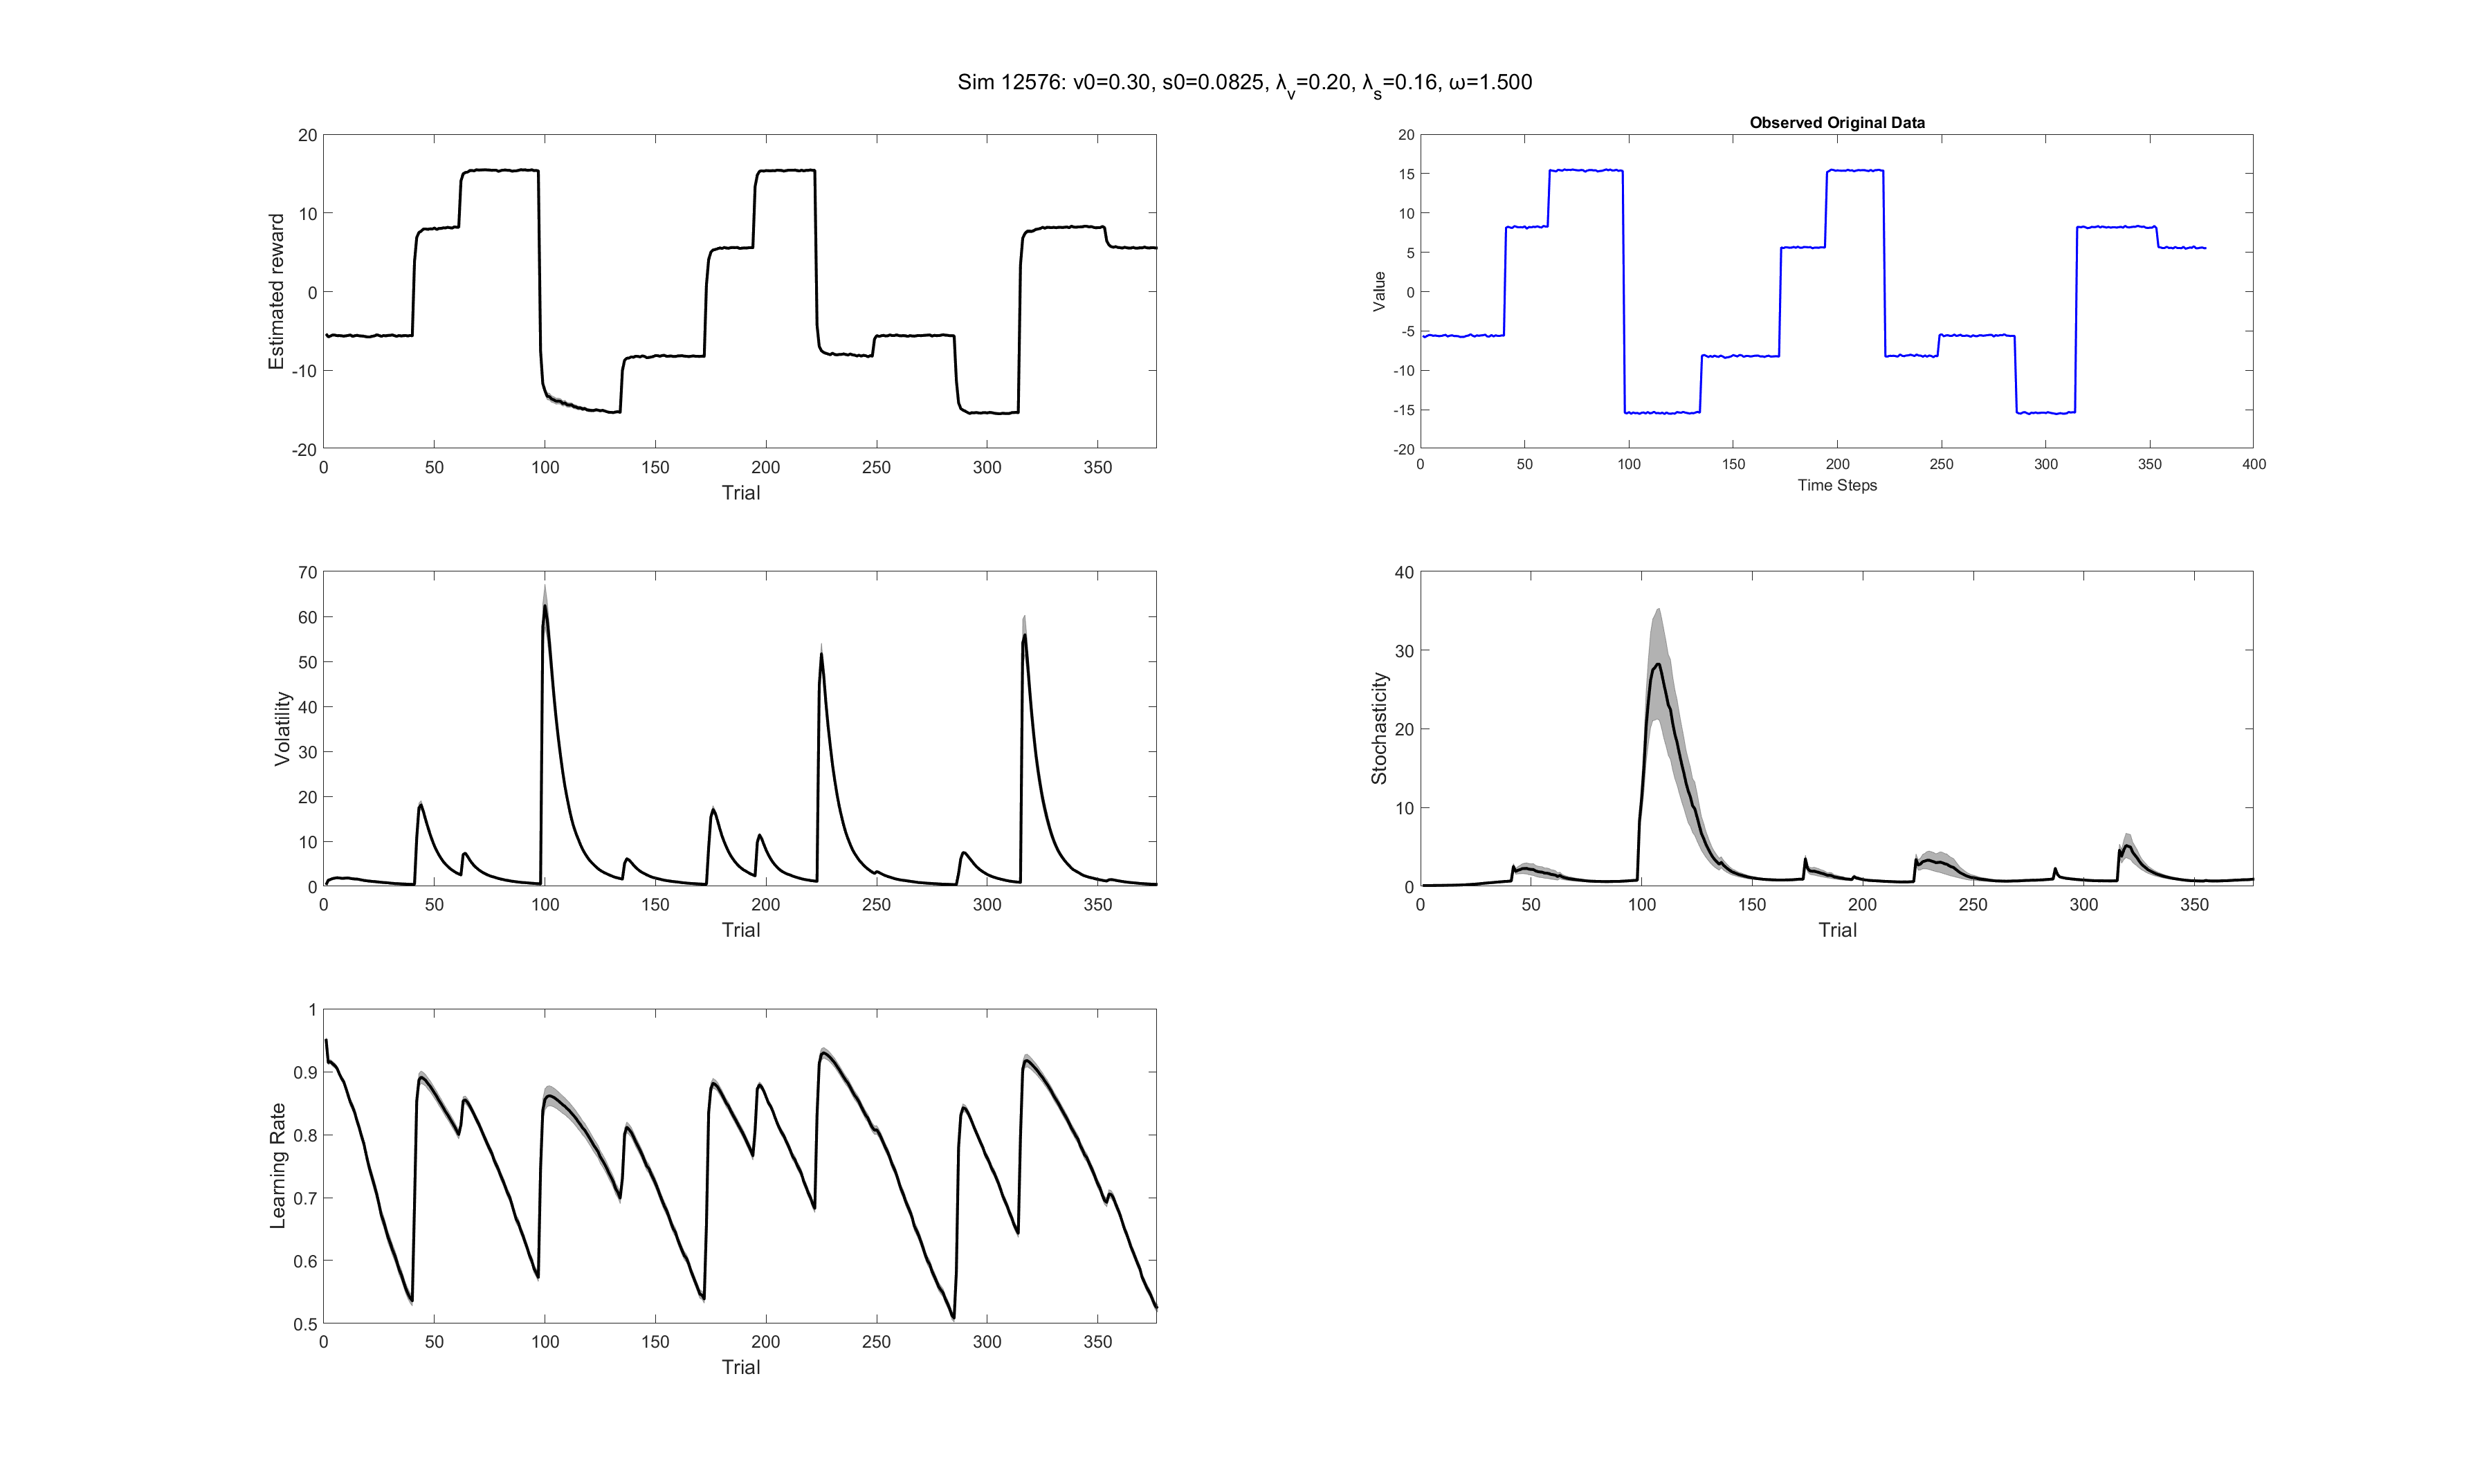 Sim 12576: v0=0.30, s0=0.0825, λv=0.20, λs=0.16, ω=1.500
20
10
0
-10
-20
Estimated reward
0 50 100 150 200 250 300 350
Trial
Observed Original Data
20
15
10
5
0
-5
-10
-15
-20
Value
0 50 100 150 200 250 300 350 400
Time Steps
70
60
50
40
30
20
10
0
Volatility
0 50 100 150 200 250 300 350
Trial
40
30
20
10
0
Stochasticity
0 50 100 150 200 250 300 350
Trial
1
0.9
0.8
0.7
0.6
0.5
Learning Rate
0 50 100 150 200 250 300 350
Trial